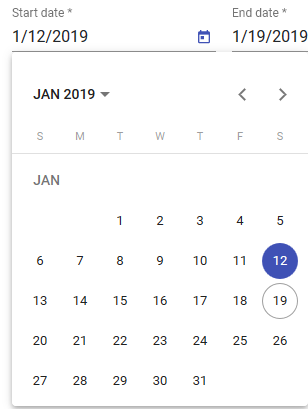 Start date *
End date *
1/12/2019
1/19/2019
JAN 2019
S M T W T F S
JAN
1 2 3 4 5
6 7 8 9 10 11 12
13 14 15 16 17 18 19
20 21 22 23 24 25 26
27 28 29 30 31